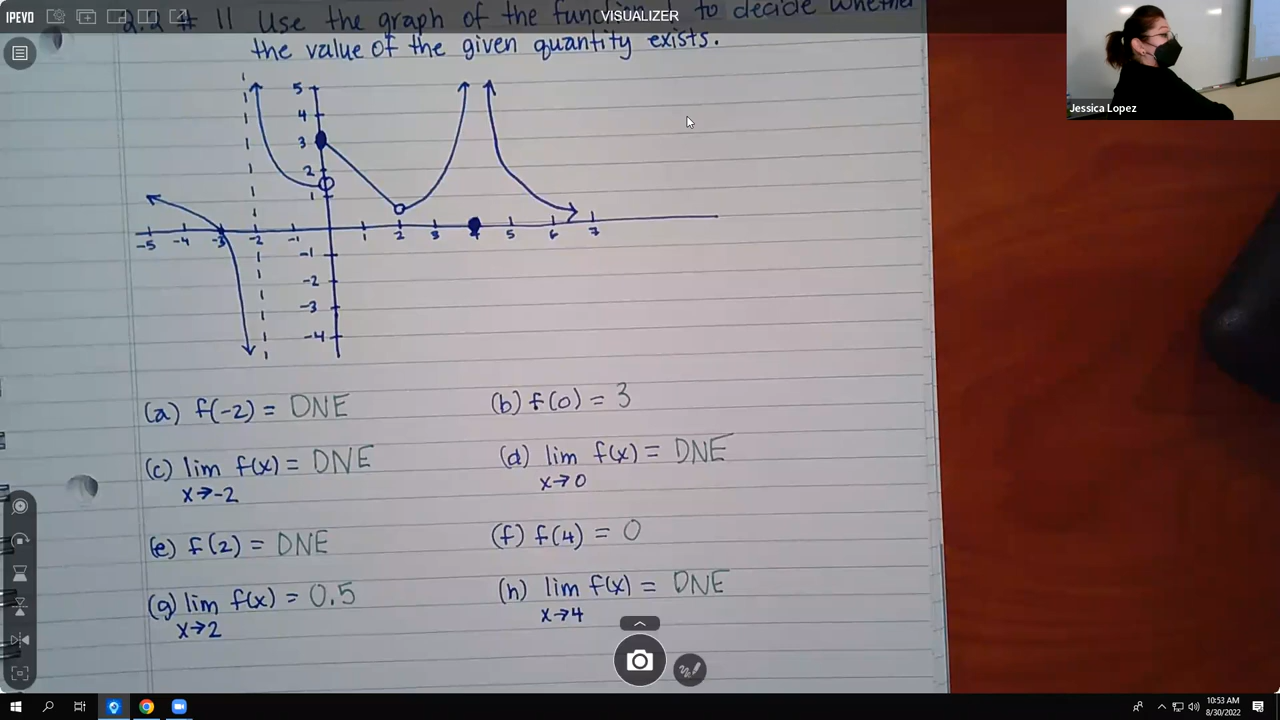 IPEVO
VISUALIZER
2.2 # 11 Use the graph of the function f to decide whether
the value of the given quantity exists.
Jessica Lopez
5
4
3
2
1
-5 -4 -3 -2 -1 1 2 3 4 5 6 7
-1
-2
-3
-4
(a) f(-2) = DNE (b) f(0) = 3
(c) lim f(x) = DNE (d) lim f(x) = DNE
x→-2 x→0
(e) f(2) = DNE (f) f(4) = 0
(g) lim f(x) = 0.5 (h) lim f(x) = DNE
x→2 x→4
10:53 AM
8/30/2022